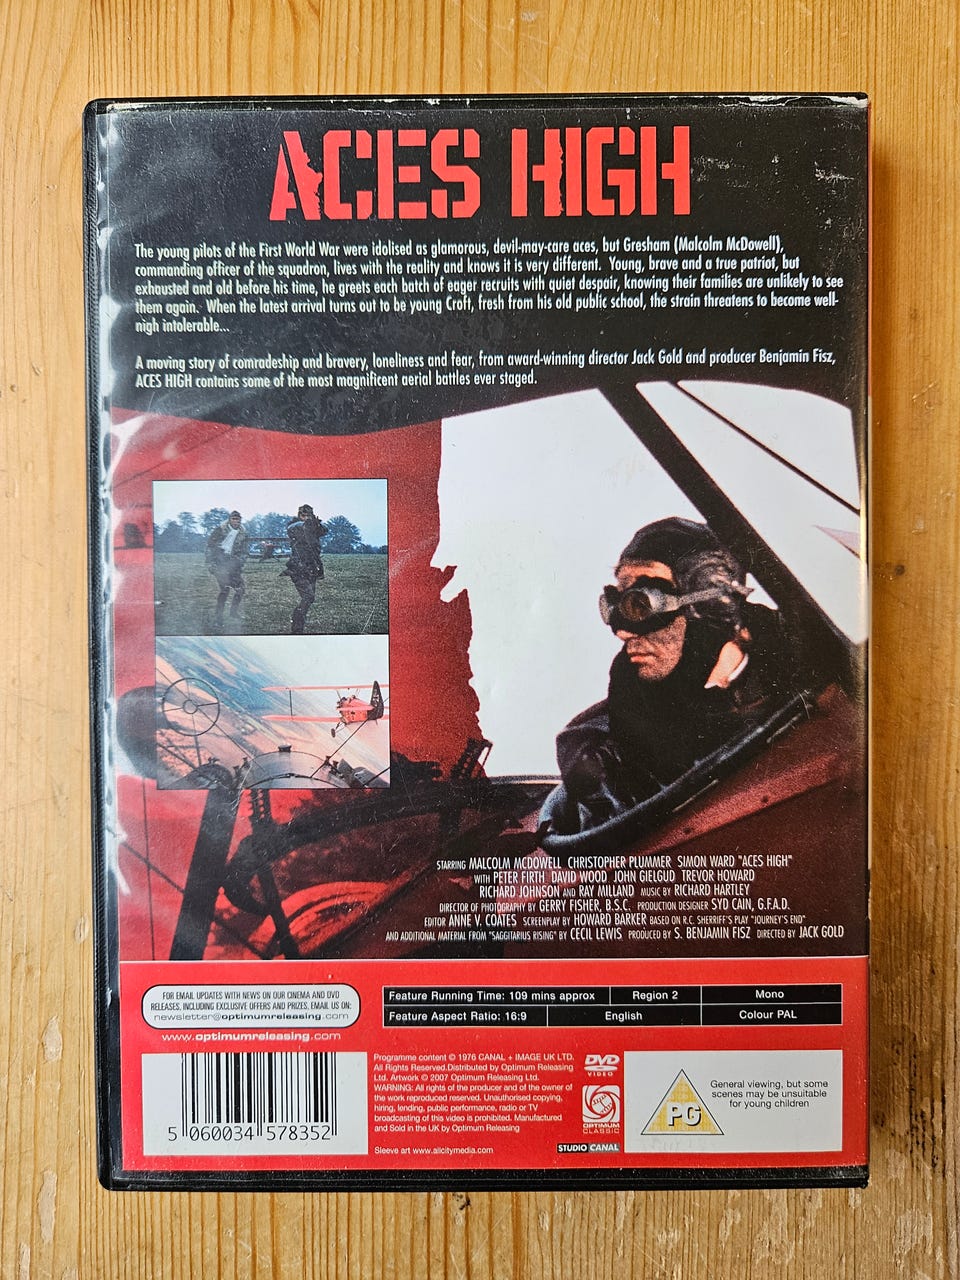 ACES HIGH
The young pilots of the First World War were idolised as glamorous, devil-may-care aces, but Gresham (Malcolm McDowell),
commanding officer of the squadron, lives with the reality and knows it is very different. Young, brave and a true patriot, but
exhausted and old before his time, he greets each batch of eager recruits with quiet despair, knowing their families are unlikely to see
them again. When the latest arrival turns out to be young Croft, fresh from his old public school, the strain threatens to become well-
nigh intolerable...
A moving story of comradeship and bravery, loneliness and fear, from award-winning director Jack Gold and producer Benjamin Fisz,
ACES HIGH contains some of the most magnificent aerial battles ever staged.
STARRING MALCOLM MCDOWELL CHRISTOPHER PLUMMER SIMON WARD "ACES HIGH"
WITH PETER FIRTH DAVID WOOD JOHN GIELGUD TREVOR HOWARD
RICHARD JOHNSON AND RAY MILLAND MUSIC BY RICHARD HARTLEY
DIRECTOR OF PHOTOGRAPHY BY GERRY FISHER, B.S.C. PRODUCTION DESIGNER SYD CAIN, G.F.A.D.
EDITOR ANNE V. COATES SCREENPLAY BY HOWARD BARKER BASED ON R.C. SHERRIFF'S PLAY "JOURNEY'S END"
AND ADDITIONAL MATERIAL FROM "SAGGITARIUS RISING" BY CECIL LEWIS PRODUCED BY S. BENJAMIN FISZ DIRECTED BY JACK GOLD
FOR EMAIL UPDATES WITH NEWS ON OUR CINEMA AND DVD
RELEASES, INCLUDING EXCLUSIVE OFFERS AND PRIZES, EMAIL US ON:
newsletter@optimumreleasing.com
www.optimumreleasing.com
Feature Running Time: 109 mins approx
Region 2
Mono
Feature Aspect Ratio: 16:9
English
Colour PAL
5 060034 578352
Programme content © 1976 CANAL + IMAGE UK LTD.
All Rights Reserved.Distributed by Optimum Releasing
Ltd. Artwork © 2007 Optimum Releasing Ltd.
WARNING: All rights of the producer and of the owner of
the work reproduced reserved. Unauthorised copying,
hiring, lending, public performance, radio or TV
broadcasting of this video is prohibited. Manufactured
and Sold in the UK by Optimum Releasing
Sleeve art www.allcitymedia.com
DVD
VIDEO
OPTIMUM
CLASSIC
STUDIO CANAL
PG
General viewing, but some
scenes may be unsuitable
for young children